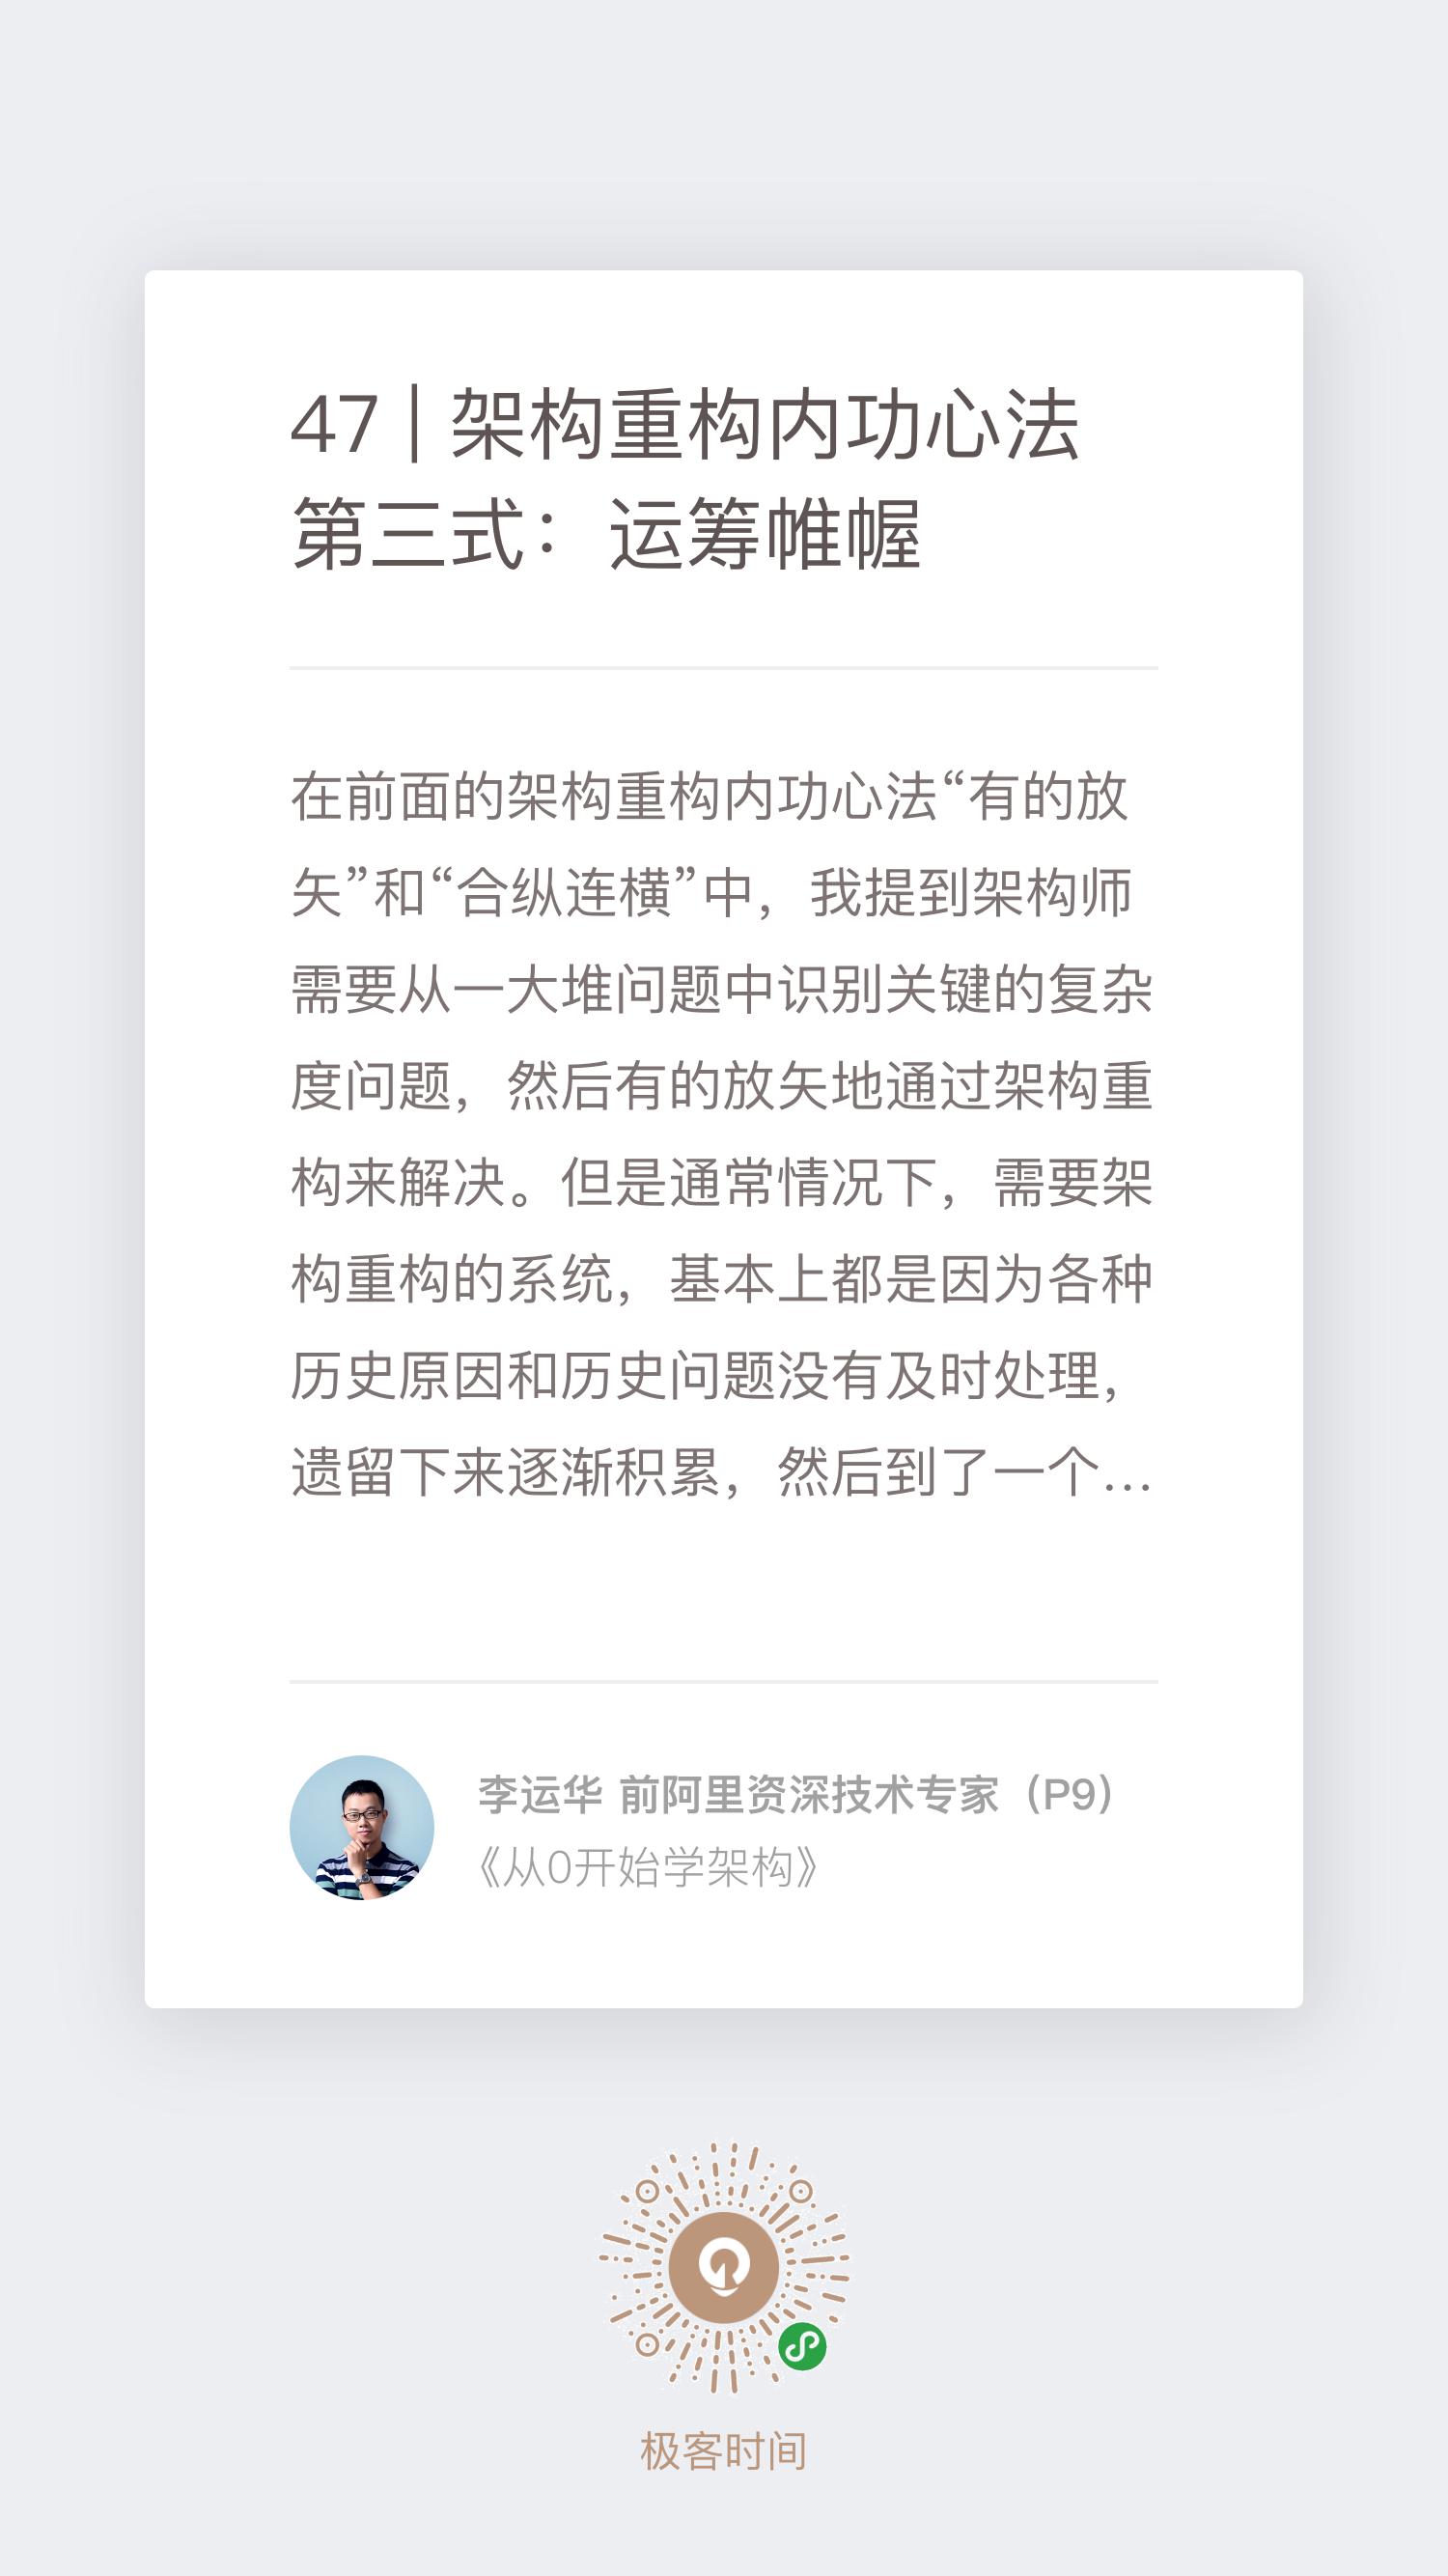 47 | 架构重构内功心法
第三式：运筹帷幄
在前面的架构重构内功心法“有的放
矢”和“合纵连横”中，我提到架构师
需要从一大堆问题中识别关键的复杂
度问题，然后有的放矢地通过架构重
构来解决。但是通常情况下，需要架
构重构的系统，基本上都是因为各种
历史原因和历史问题没有及时处理，
遗留下来逐渐积累，然后到了一个...
李运华 前阿里资深技术专家（P9）
《从0开始学架构》
极客时间